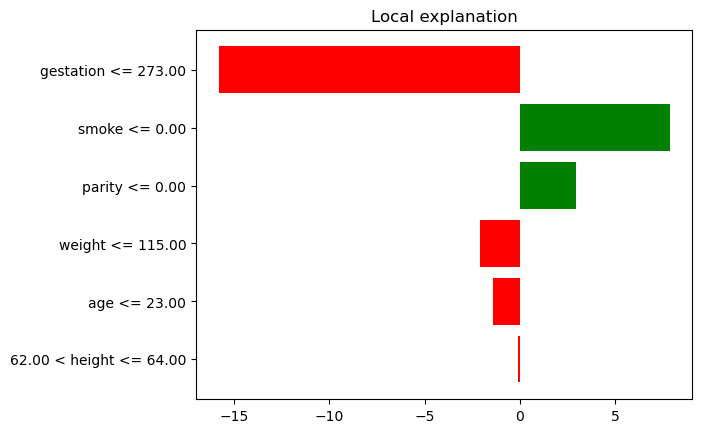 Local explanation
gestation <= 273.00
smoke <= 0.00
parity <= 0.00
weight <= 115.00
age <= 23.00
62.00 < height <= 64.00
−15 −10 −5 0 5